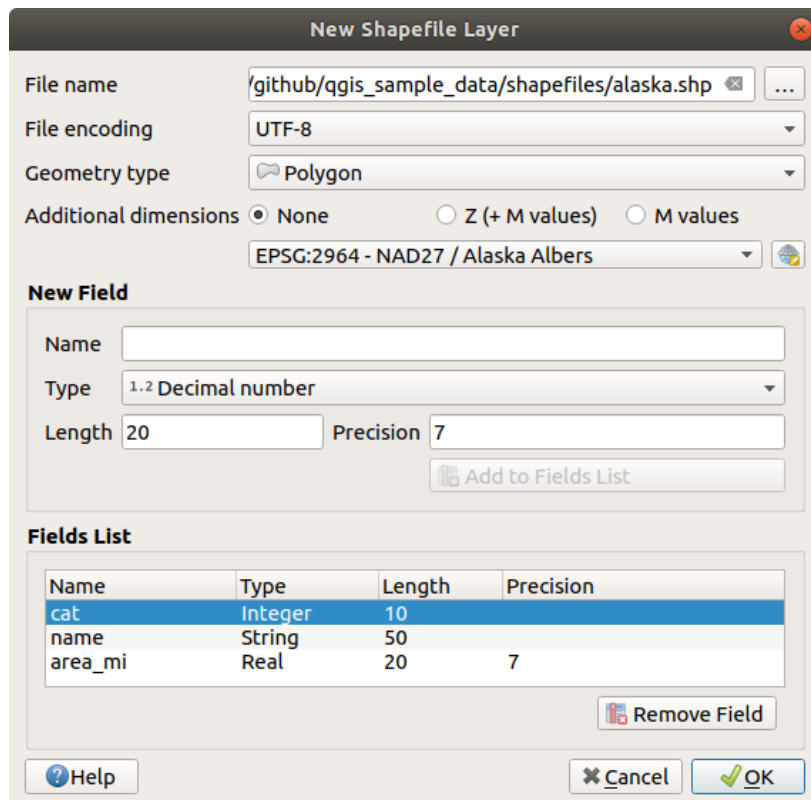 New Shapefile Layer
File name /github/qgis_sample_data/shapefiles/alaska.shp ...
File encoding UTF-8
Geometry type Polygon
Additional dimensions None Z (+ M values) M values
EPSG:2964 - NAD27 / Alaska Albers
New Field
Name
Type 1.2 Decimal number
Length 20 Precision 7
Add to Fields List
Fields List
Name Type Length Precision
cat Integer 10
name String 50
area_mi Real 20 7
Remove Field
Help Cancel OK